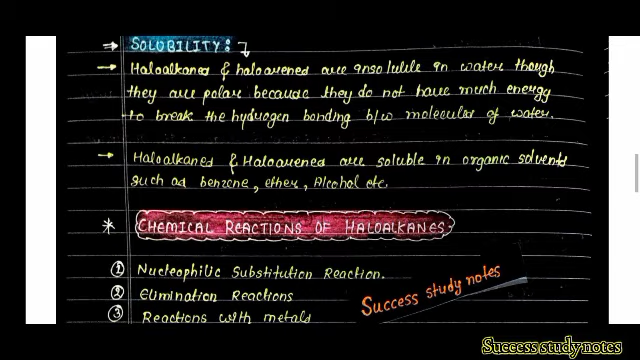 ⇒ SOLUBILITY:
→ Haloalkanes & haloarenes are insoluble in water though
they are polar because they do not have much energy
to break the hydrogen bonding b/w molecules of water.
→ Haloalkanes & Haloarenes are soluble in organic solvents
such as benzene, ether, Alcohol etc.
* CHEMICAL REACTIONS OF HALOALKANES
① Nucleophilic Substitution Reaction.
② Elimination Reactions
③ Reactions with metals
Success study notes
Success study notes